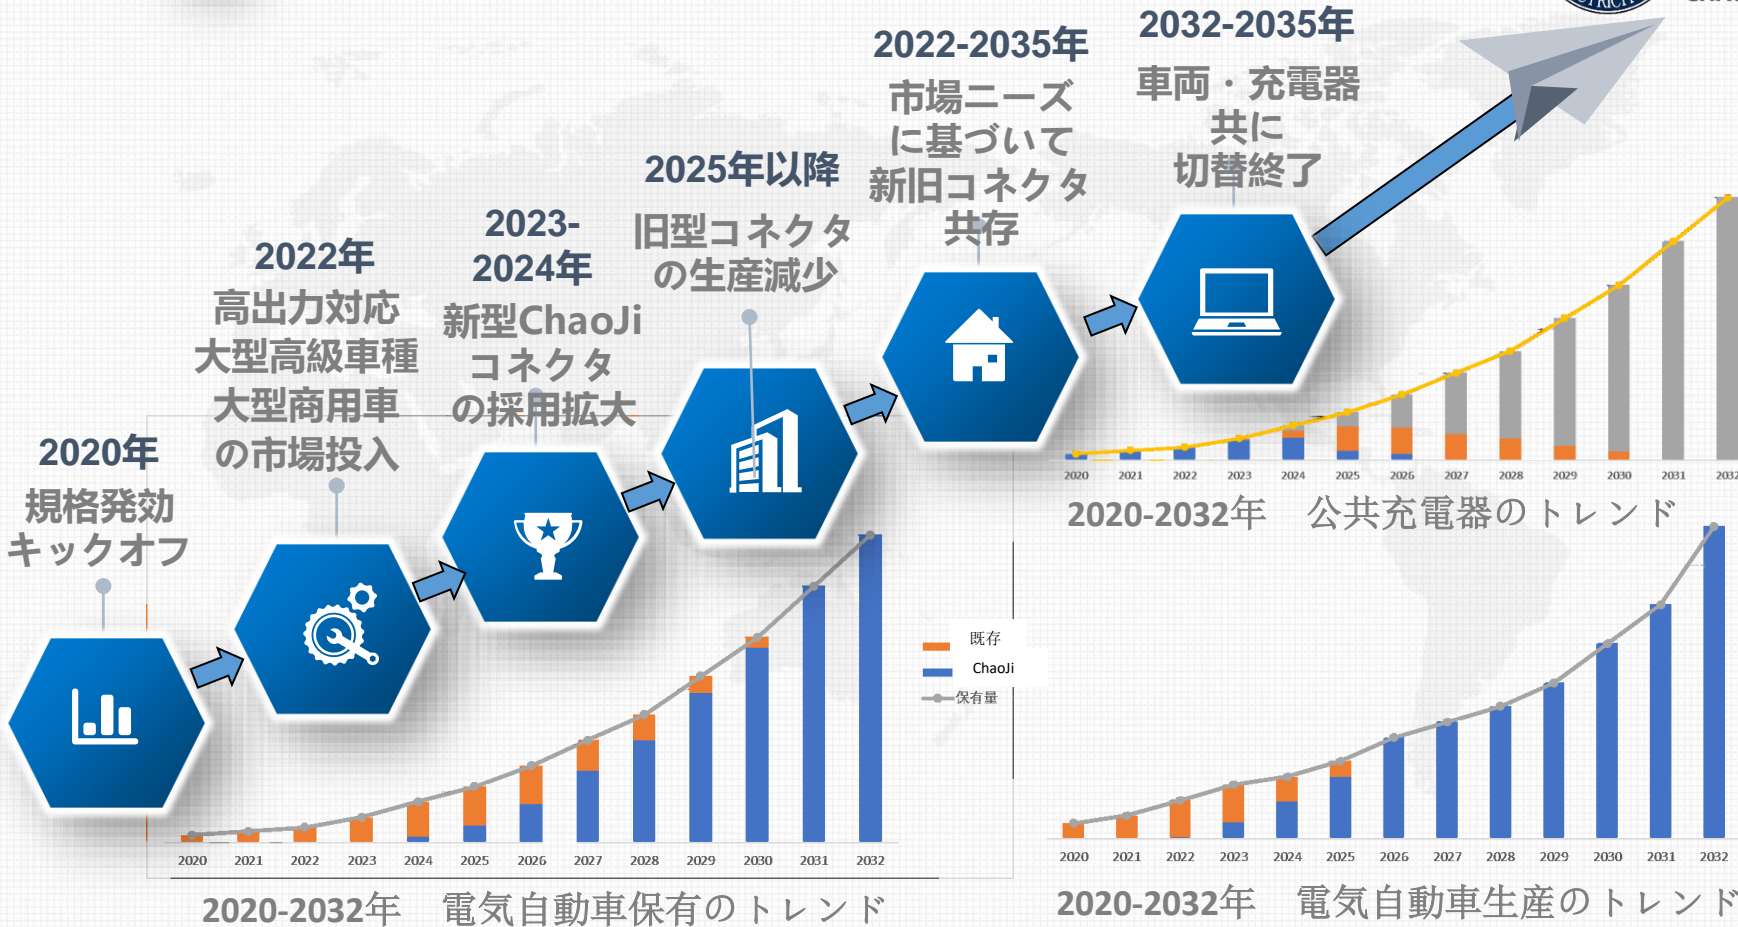 2020年
規格発効
キックオフ
2022年
高出力対応
大型高級車種
大型商用車
の市場投入
2023-
2024年
新型ChaoJi
コネクタ
の採用拡大
2025年以降
旧型コネクタ
の生産減少
2022-2035年
市場ニーズ
に基づいて
新旧コネクタ
共存
2032-2035年
車両・充電器
共に
切替終了
2020 2021 2022 2023 2024 2025 2026 2027 2028 2029 2030 2031 2032
2020-2032年 公共充電器のトレンド
既存
ChaoJi
保有量
2020 2021 2022 2023 2024 2025 2026 2027 2028 2029 2030 2031 2032
2020-2032年 電気自動車保有のトレンド
2020 2021 2022 2023 2024 2025 2026 2027 2028 2029 2030 2031 2032
2020-2032年 電気自動車生産のトレンド